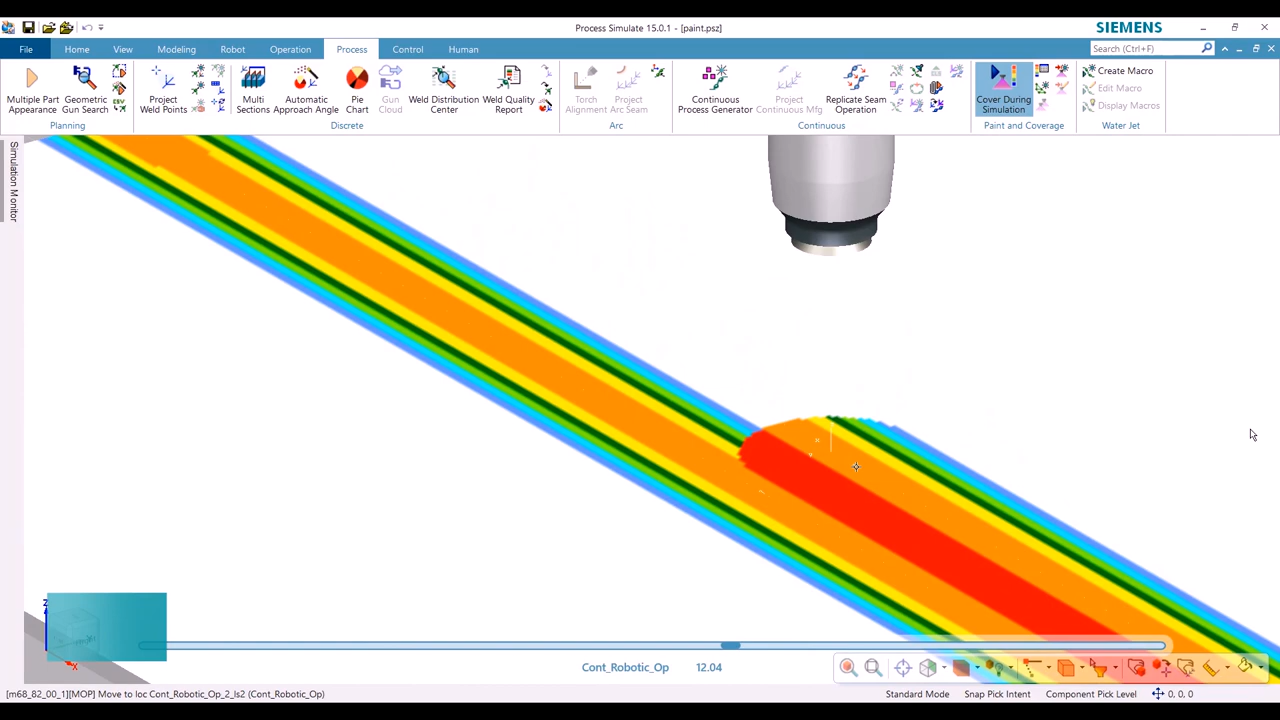 Process Simulate 15.0.1 - [paint.psz]
SIEMENS
File
Home
View
Modeling
Robot
Operation
Process
Control
Human
Search (Ctrl+F)
Multiple Part
Appearance
Geometric
Gun Search
Project
Weld Points
Multi
Sections
Automatic
Approach Angle
Pie
Chart
Gun
Cloud
Weld Distribution
Center
Weld Quality
Report
Torch
Alignment
Project
Arc Seam
Continuous
Process Generator
Project
Continuous Mfg
Replicate Seam
Operation
Cover During
Simulation
Create Macro
Edit Macro
Display Macros
Planning
Discrete
Arc
Continuous
Paint and Coverage
Water Jet
Simulation Monitor
Z
X
Cont_Robotic_Op
12.04
[m68_82_00_1][MOP] Move to loc Cont_Robotic_Op_2_ls2 (Cont_Robotic_Op)
Standard Mode
Snap Pick Intent
Component Pick Level
0, 0, 0